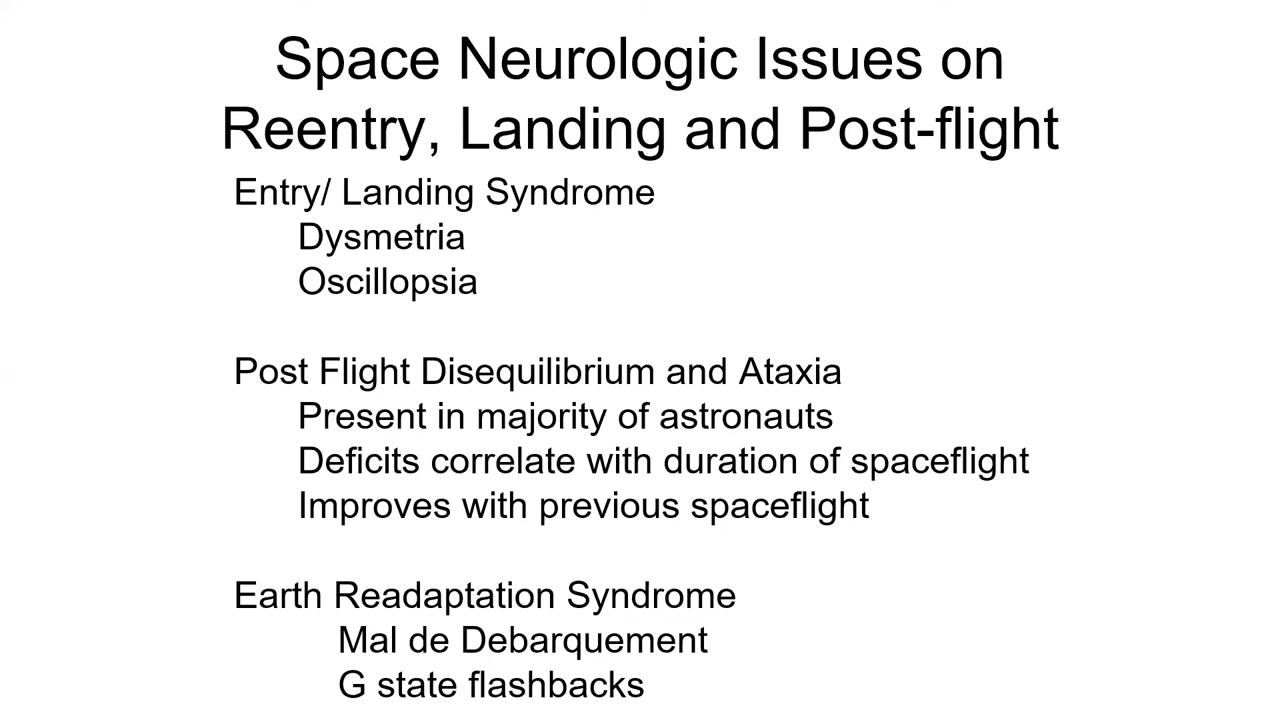 Space Neurologic Issues on
Reentry, Landing and Post-flight
Entry/ Landing Syndrome
Dysmetria
Oscillopsia
Post Flight Disequilibrium and Ataxia
Present in majority of astronauts
Deficits correlate with duration of spaceflight
Improves with previous spaceflight
Earth Readaptation Syndrome
Mal de Debarquement
G state flashbacks